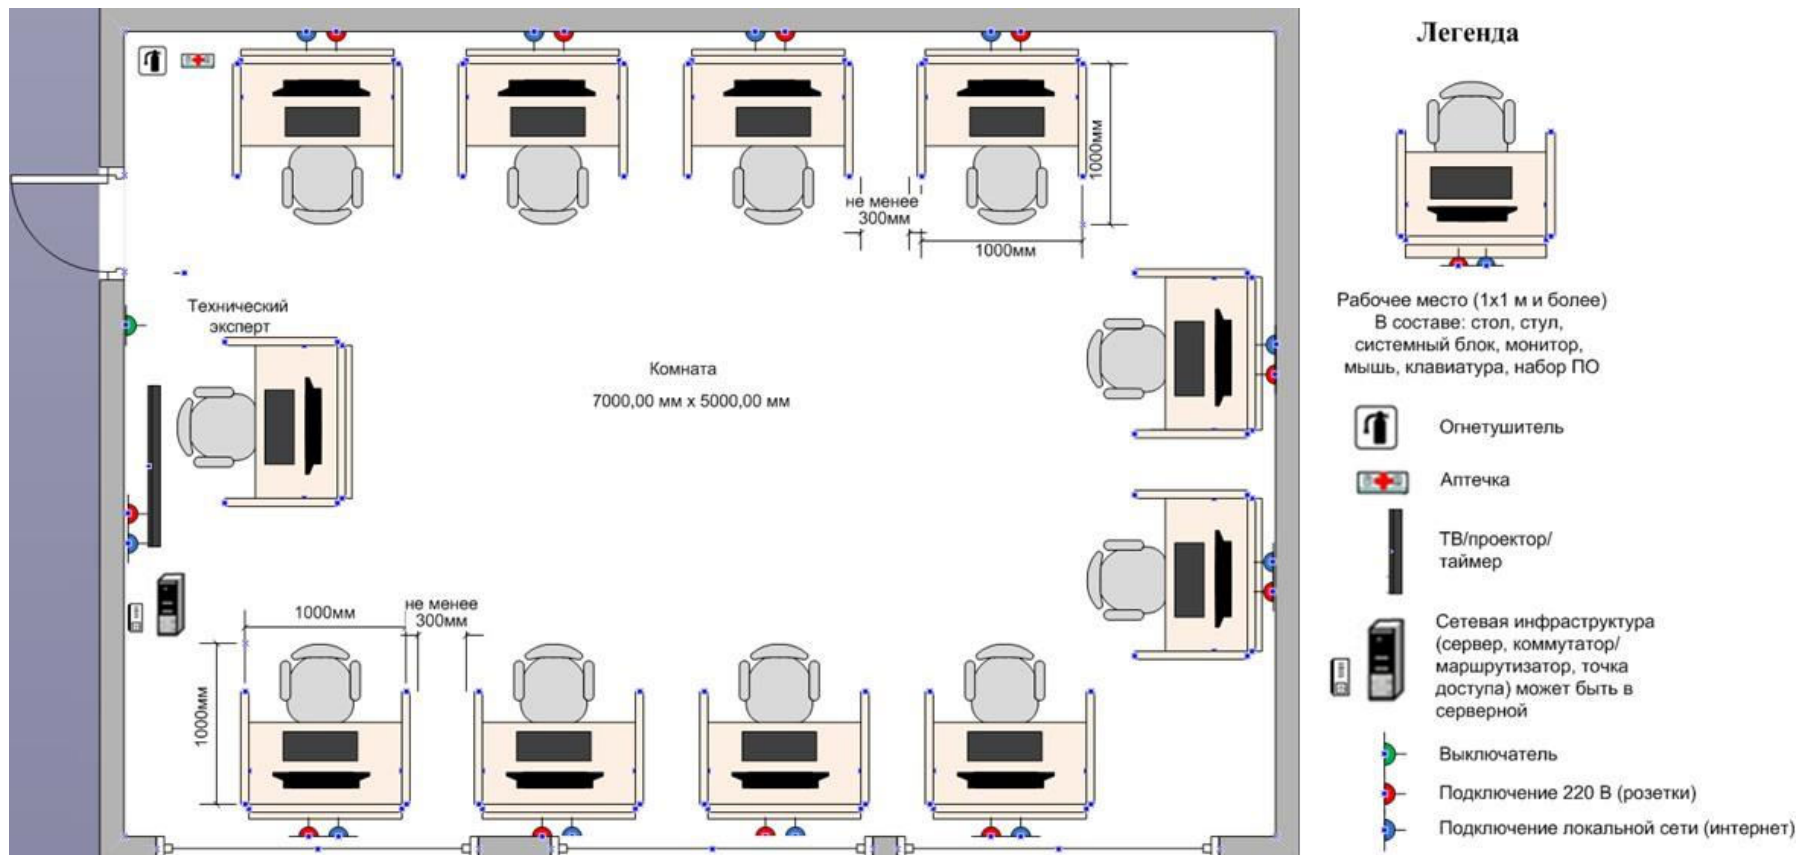 Легенда
1000мм
не менее
300мм
1000мм
Технический
эксперт
Комната
7000,00 мм x 5000,00 мм
1000мм
не менее
300мм
1000мм
Рабочее место (1х1 м и более)
В составе: стол, стул,
системный блок, монитор,
мышь, клавиатура, набор ПО
Огнетушитель
Аптечка
ТВ/проектор/
таймер
Сетевая инфраструктура
(сервер, коммутатор/
маршрутизатор, точка
доступа) может быть в
серверной
Выключатель
Подключение 220 В (розетки)
Подключение локальной сети (интернет)